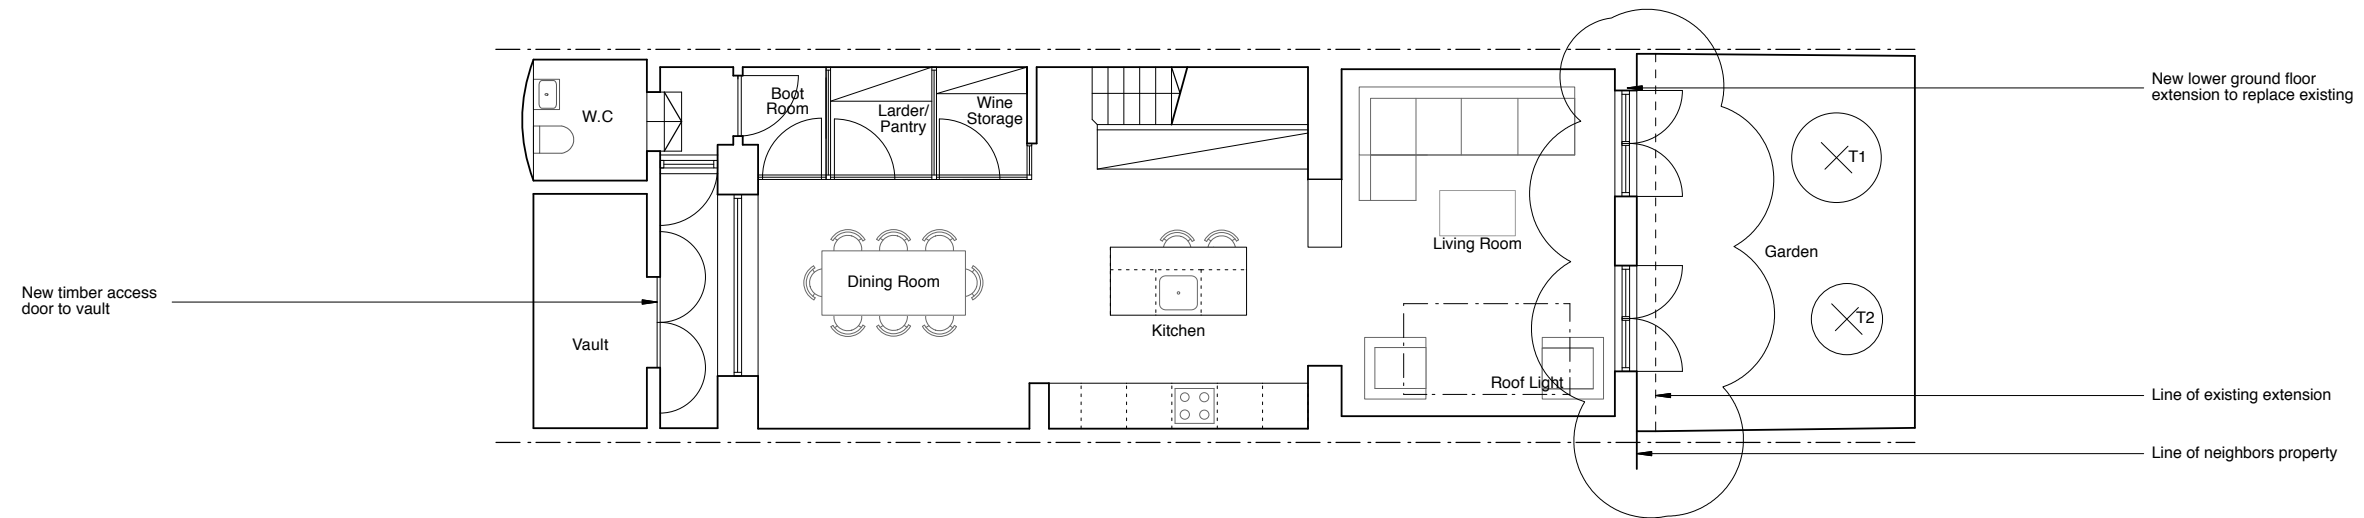 New lower ground floor
extension to replace existing
Boot
Room
Larder/
Pantry
Wine
Storage
W.C
T1
Living Room
Garden
Dining Room
New timber access
door to vault
T2
Kitchen
Vault
Roof Light
Line of existing extension
Line of neighbors property